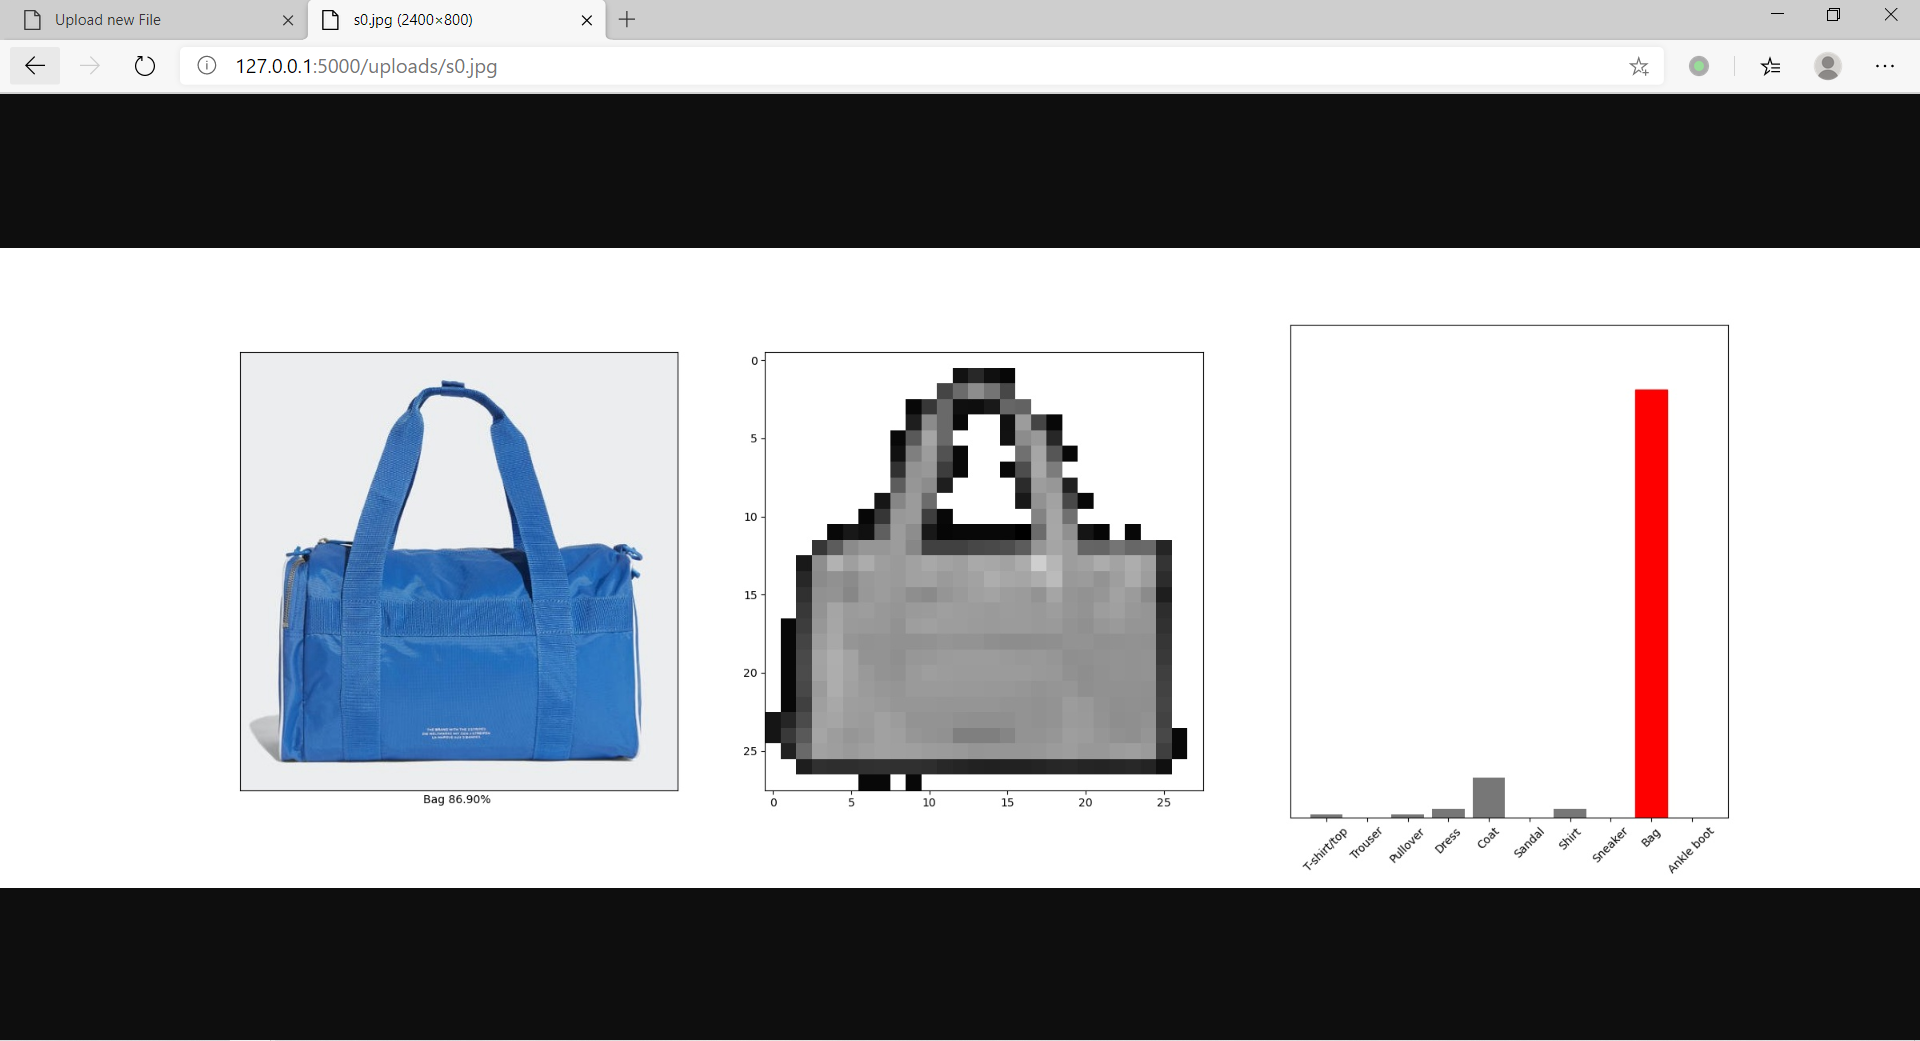 Upload new File
s0.jpg (2400×800)
127.0.0.1:5000/uploads/s0.jpg
Bag 86.90%
0
5
10
15
20
25
0 5 10 15 20 25
T-shirt/top Trouser Pullover Dress Coat Sandal Shirt Sneaker Bag Ankle boot